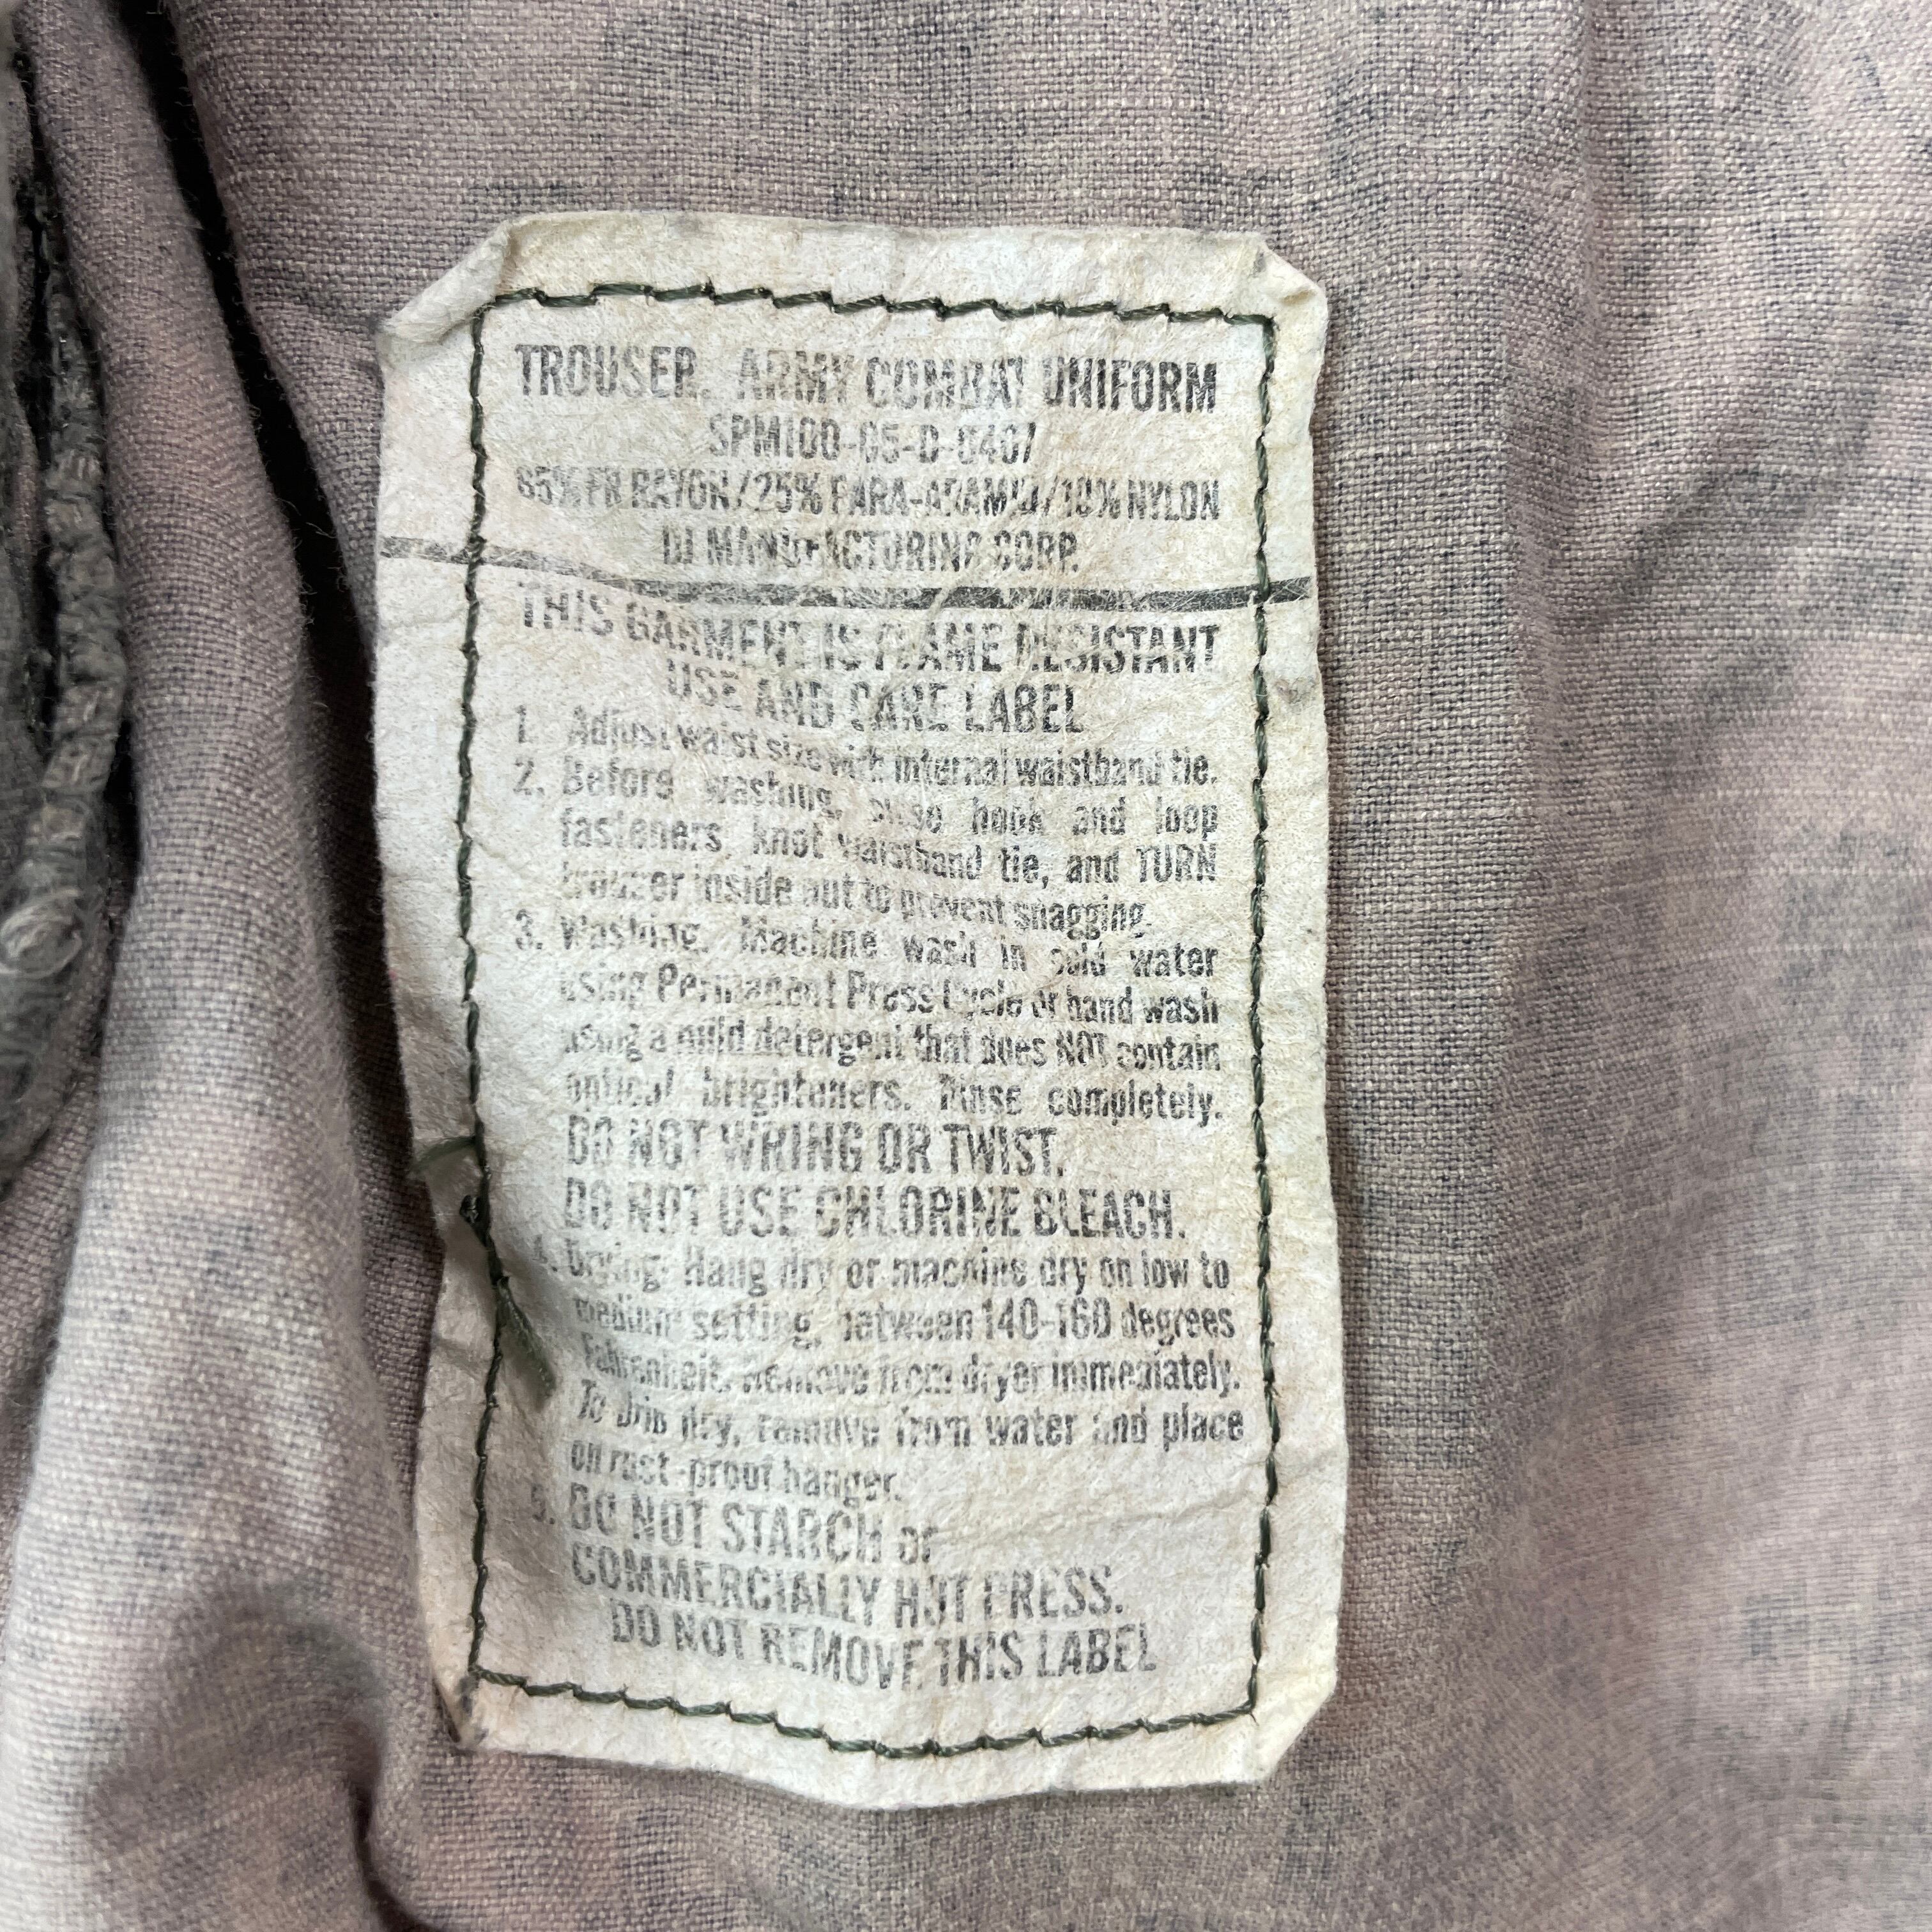 TROUSER, ARMY COMBAT UNIFORM
SPM100-05-D-0407
65% FR RAYON/25% PARA-ARAMID/10% NYLON
DJ MANUFACTURING CORP.
THIS GARMENT IS FLAME RESISTANT
USE AND CARE LABEL
1. Adjust waist size with internal waistband tie.
2. Before washing, close hook and loop
fasteners, knot waistband tie, and TURN
trouser inside out to prevent snagging.
3. Washing: Machine wash in cold water
using Permanent Press Cycle or hand wash
using a mild detergent that does NOT contain
optical brighteners. Rinse completely.
DO NOT WRING OR TWIST.
DO NOT USE CHLORINE BLEACH.
4. Drying: Hang dry or machine dry on low to
medium setting, between 140-160 degrees
Fahrenheit. Remove from dryer immediately.
To drip dry, remove from water and place
on rust-proof hanger.
5. DO NOT STARCH or
COMMERCIALLY HOT PRESS.
DO NOT REMOVE THIS LABEL